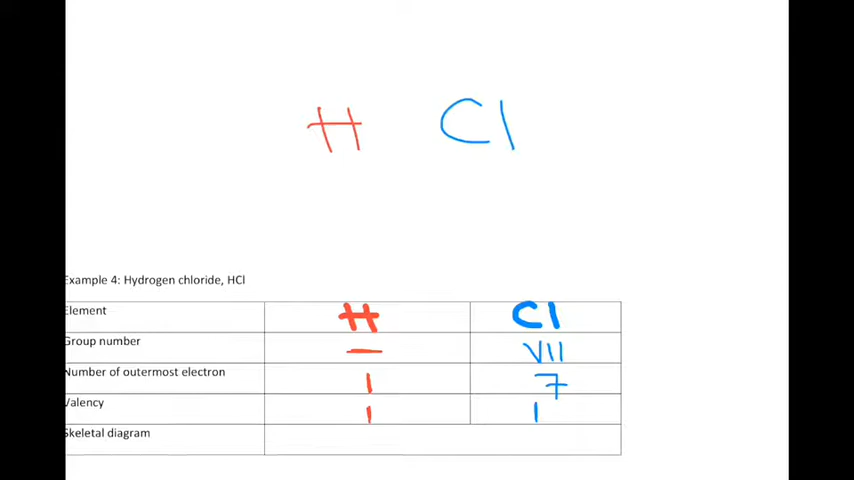 H Cl
Example 4: Hydrogen chloride, HCl
Element H Cl
Group number — VII
Number of outermost electron 1 7
Valency 1 1
Skeletal diagram